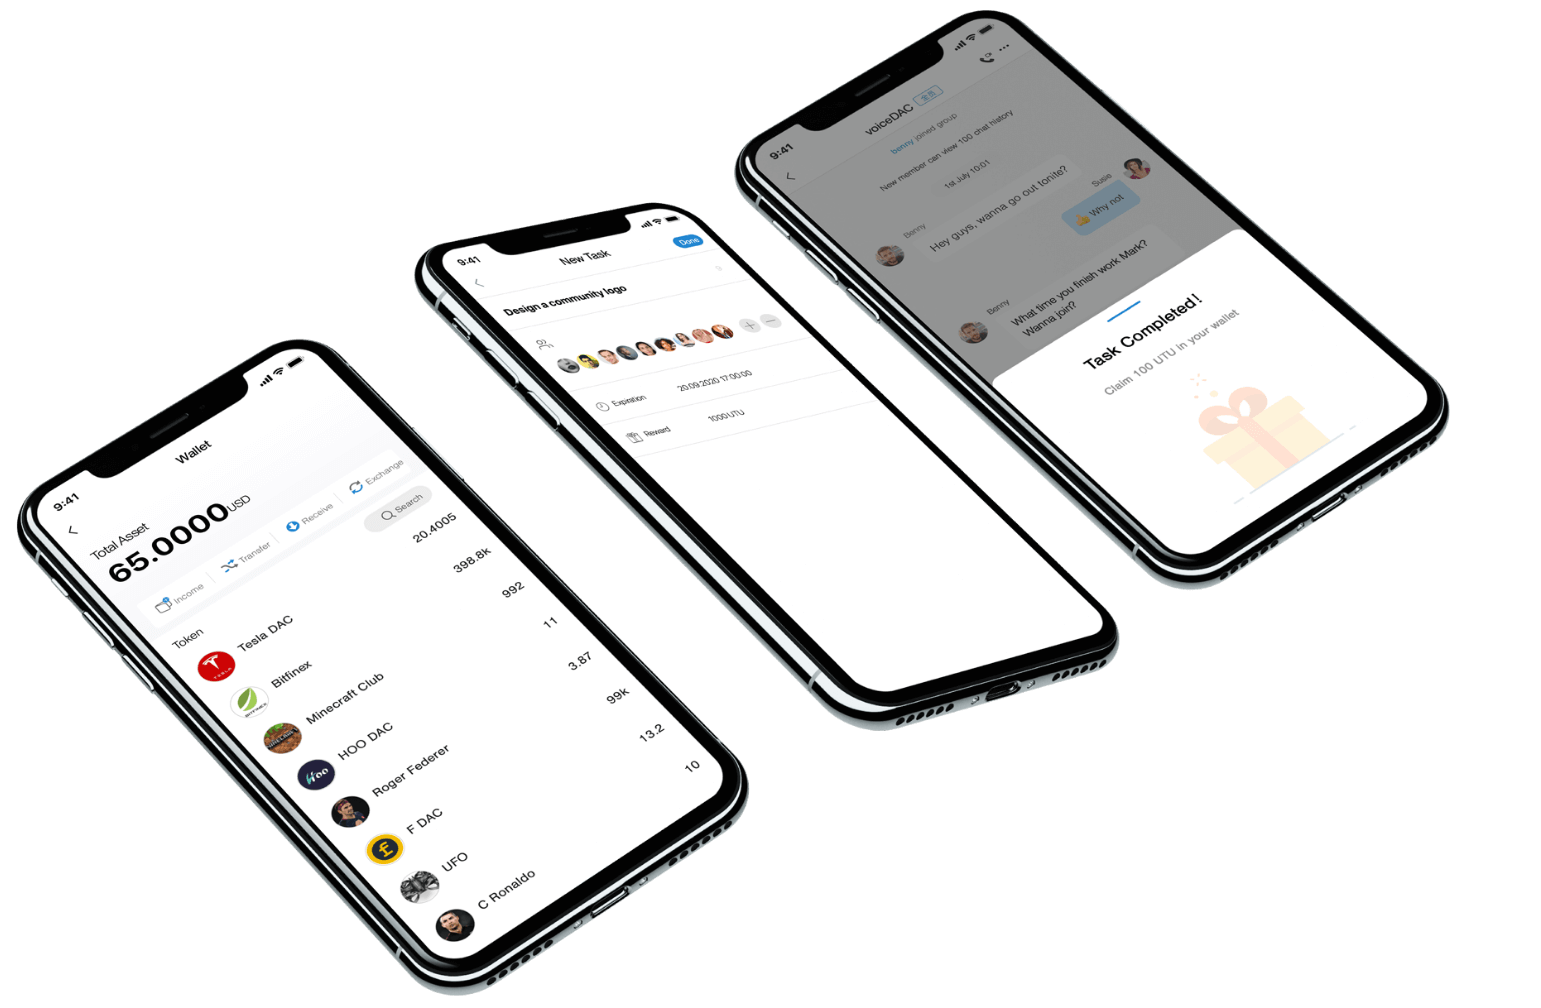 9:41
Wallet
Total Asset
65.0000USD
Income
Transfer
Receive
Exchange
Token
Search
Tesla DAC
20.4005
Bitfinex
398.8k
Minecraft Club
992
HOO DAC
11
Roger Federer
3.87
F DAC
99k
UFO
13.2
C Ronaldo
10
TESLA
BITFINEX
Hoo
9:41
New Task
Done
Design a community logo
Expiration
20.09.2020 17:00:00
Reward
1000 UTU
9:41
voiceDAC
benny joined group
New member can view 100 chat history
1st July 10:01
Benny
Hey guys, wanna go out tonite?
Susie
👍 Why not
Benny
What time you finish work Mark?
Wanna join?
Task Completed!
Claim 100 UTU in your wallet